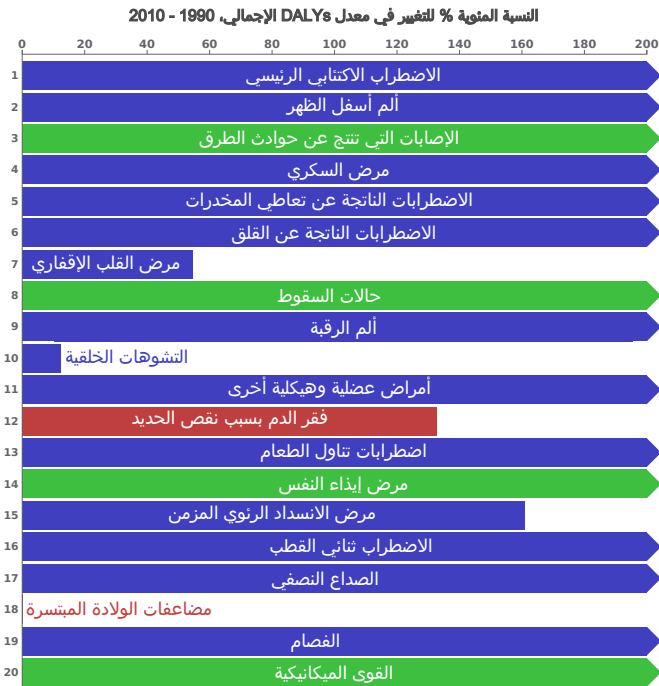 النسبة المئوية % للتغيير في معدل DALYs الإجمالي، 1990 - 2010
0 20 40 60 80 100 120 140 160 180 200
1 الاضطراب الاكتئابي الرئيسي
2 ألم أسفل الظهر
3 الإصابات التي تنتج عن حوادث الطرق
4 مرض السكري
5 الاضطرابات الناتجة عن تعاطي المخدرات
6 الاضطرابات الناتجة عن القلق
7 مرض القلب الإقفاري
8 حالات السقوط
9 ألم الرقبة
10 التشوهات الخلقية
11 أمراض عضلية وهيكلية أخرى
12 فقر الدم بسبب نقص الحديد
13 اضطرابات تناول الطعام
14 مرض إيذاء النفس
15 مرض الانسداد الرئوي المزمن
16 الاضطراب ثنائي القطب
17 الصداع النصفي
18 مضاعفات الولادة المبتسرة
19 الفصام
20 القوى الميكانيكية